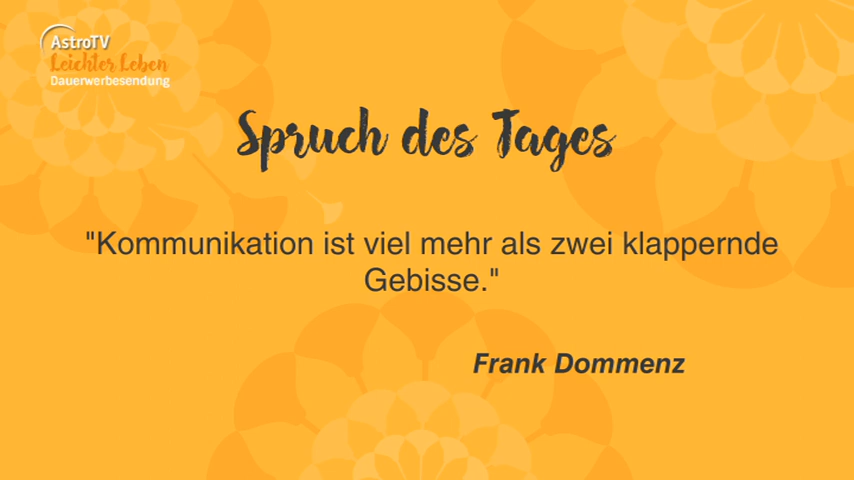 AstroTV
Leichter Leben
Dauerwerbesendung
Spruch des Tages
"Kommunikation ist viel mehr als zwei klappernde
Gebisse."
Frank Dommenz